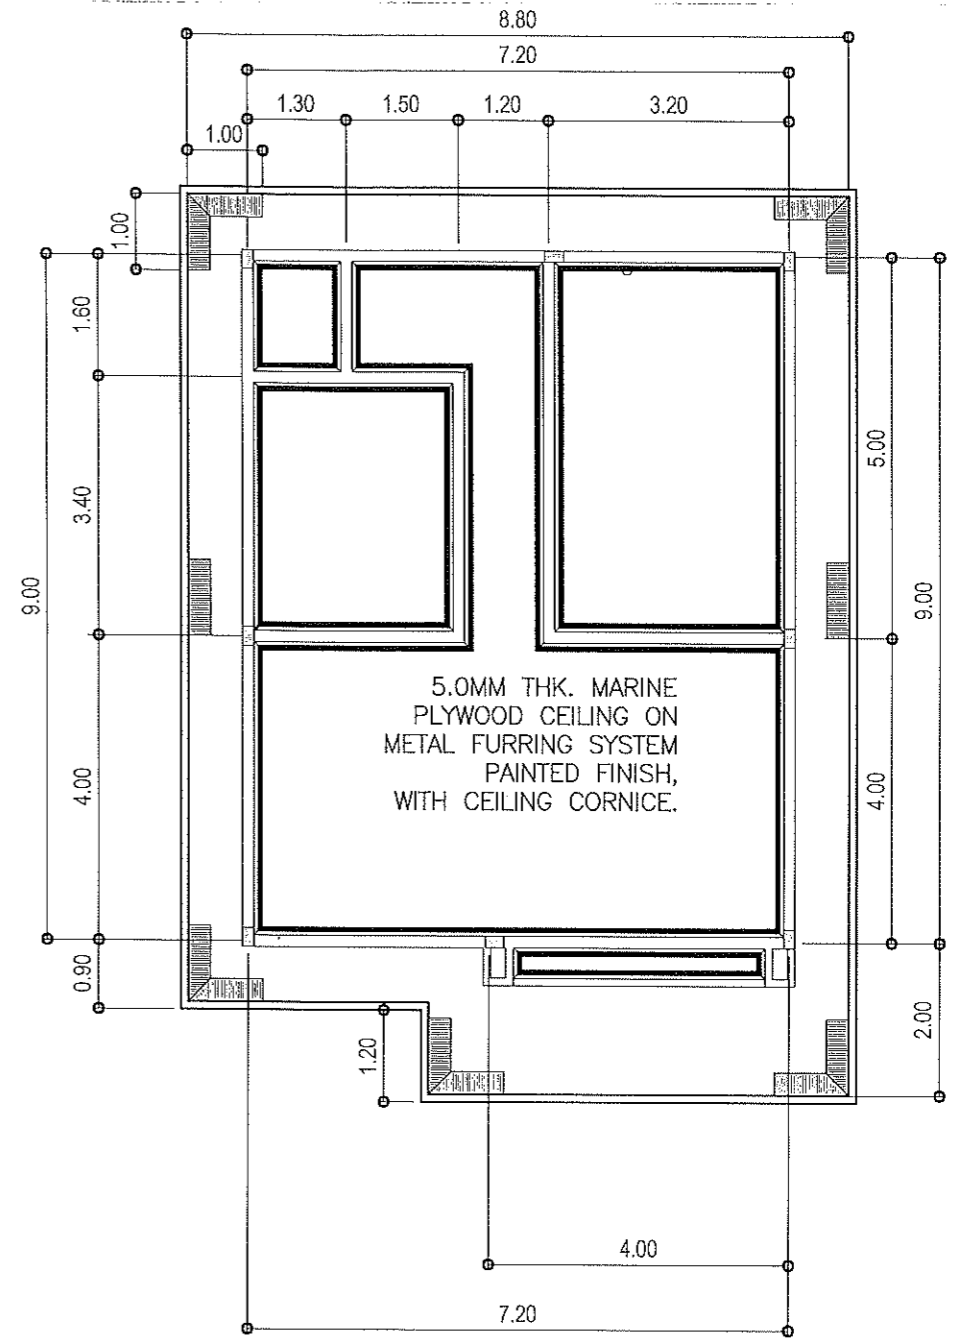 8.80
7.20
1.30 1.50 1.20 3.20
1.00
1.00
1.60
3.40
5.00
9.00
9.00
5.0MM THK. MARINE
PLYWOOD CEILING ON
METAL FURRING SYSTEM
PAINTED FINISH,
WITH CEILING CORNICE.
4.00
4.00
0.90
2.00
1.20
4.00
7.20